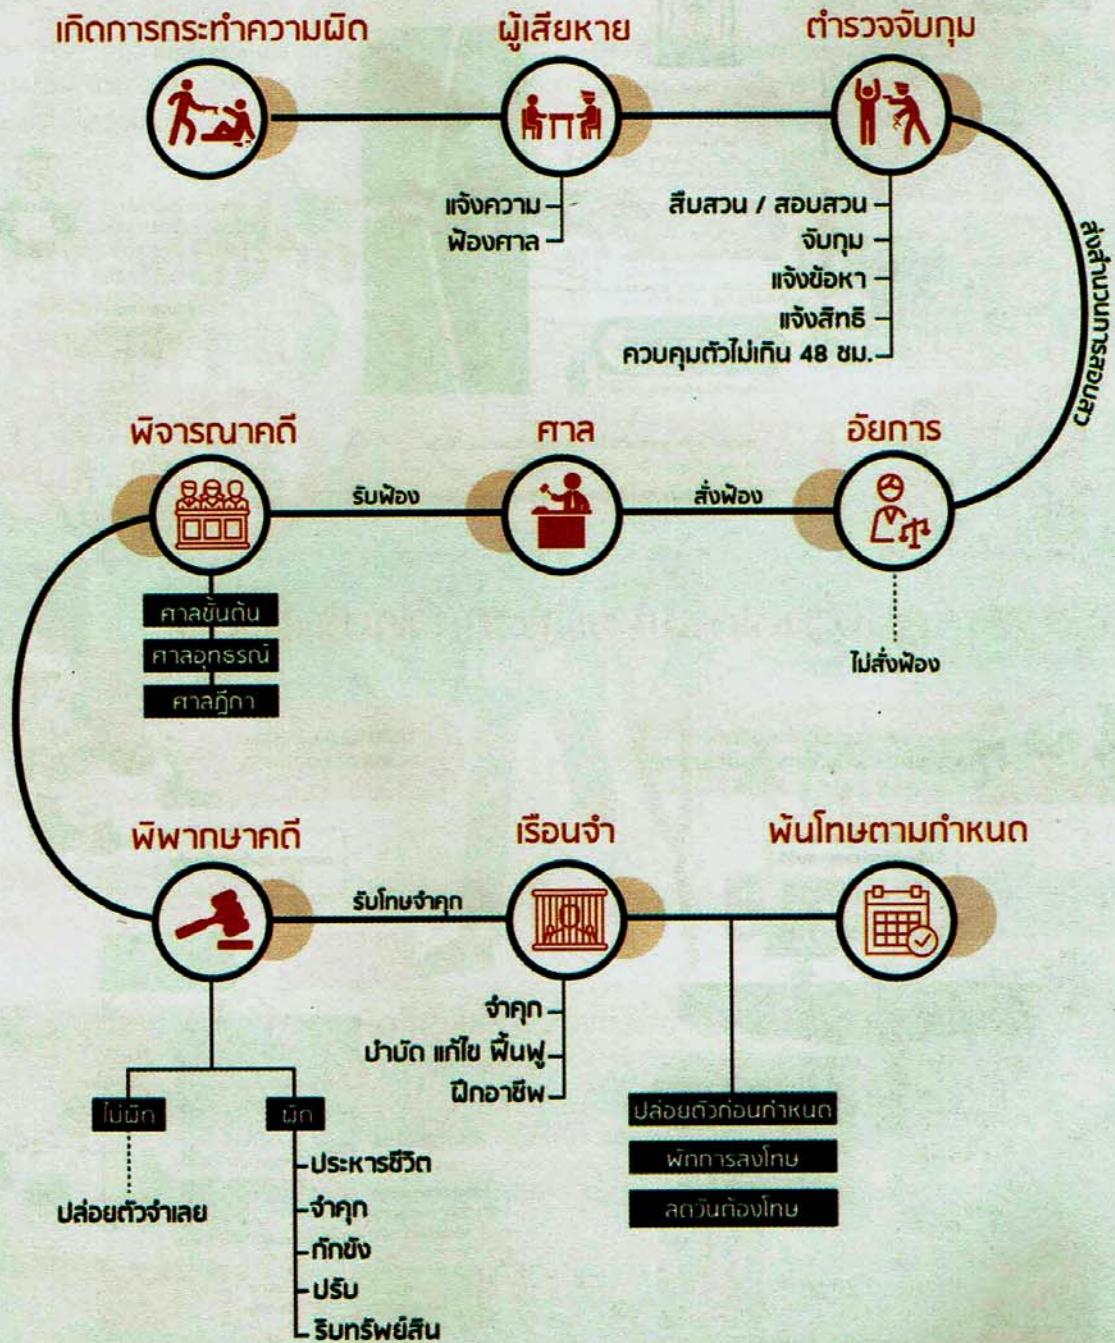 เกิดการกระทำความผิด
ผู้เสียหาย
ตำรวจจับกุม
แจ้งความ
ฟ้องศาล
สืบสวน / สอบสวน
จับกุม
แจ้งข้อหา
แจ้งสิทธิ
ควบคุมตัวไม่เกิน 48 ชม.
ส่งสำนวนการสอบสว
พิจารณาคดี
ศาล
อัยการ
รับฟ้อง
สั่งฟ้อง
ศาลชั้นต้น
ศาลอุทธรณ์
ศาลฎีกา
ไม่สั่งฟ้อง
พิพากษาคดี
เรือนจำ
พ้นโทษตามกำหนด
รับโทษจำคุก
จำคุก
บำบัด แก้ไข ฟื้นฟู
ฝึกอาชีพ
ไม่ผิด
ผิด
ปล่อยตัวจำเลย
ประหารชีวิต
จำคุก
กักขัง
ปรับ
ริบทรัพย์สิน
ปล่อยตัวก่อนกำหนด
พักการลงโทษ
ลดวันต้องโทษ